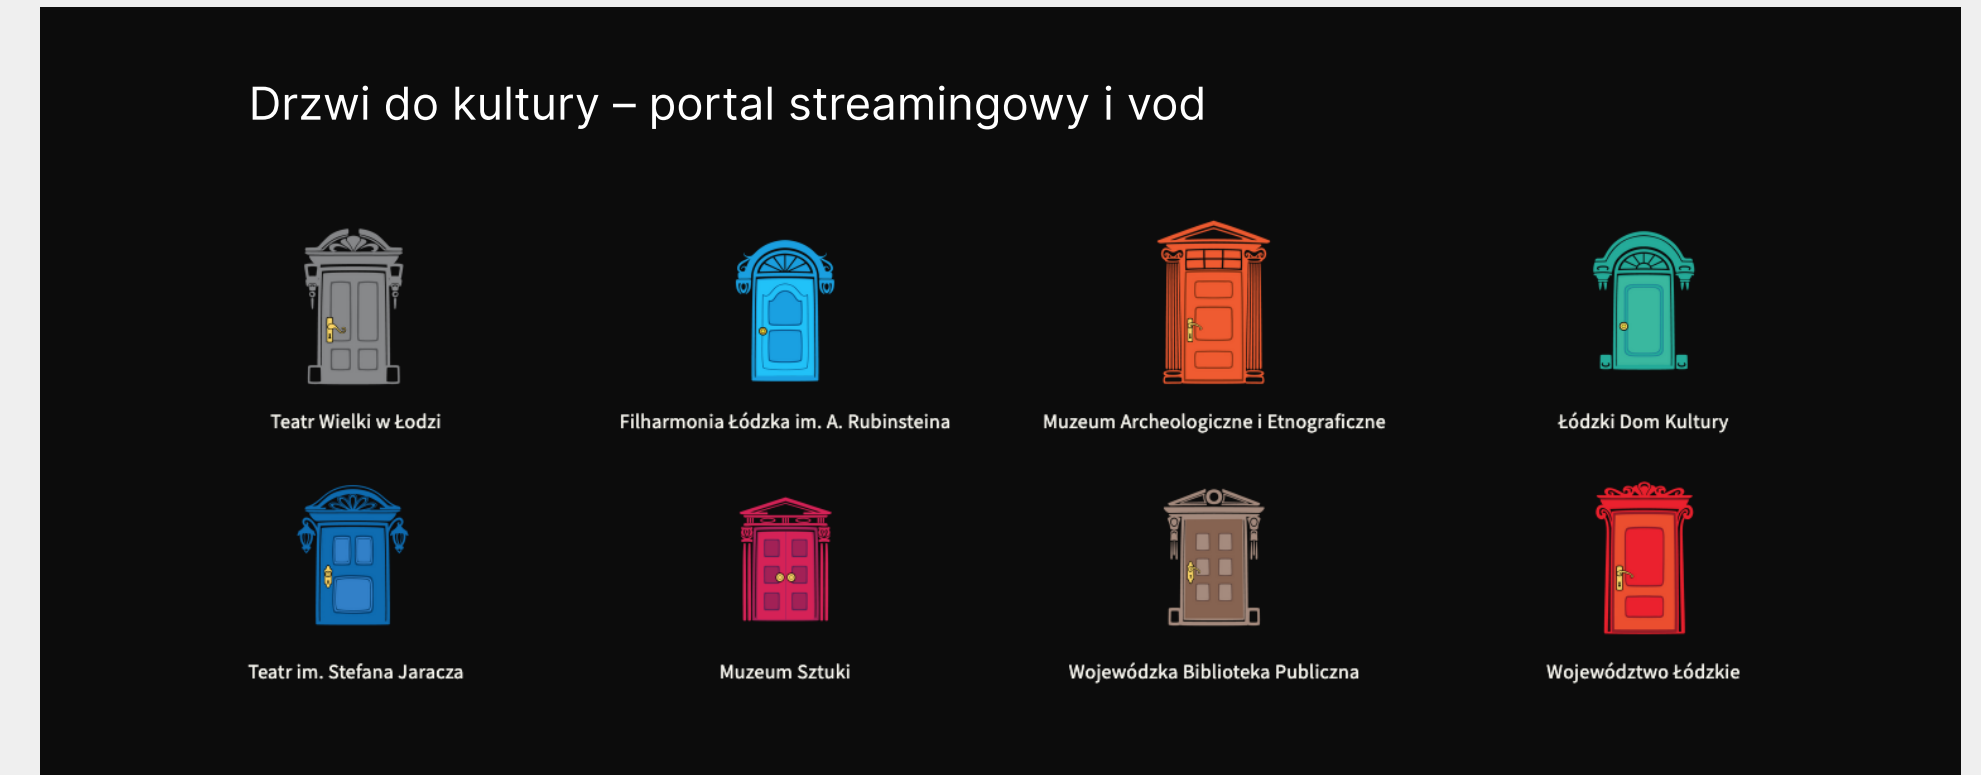 Drzwi do kultury – portal streamingowy i vod
Teatr Wielki w Łodzi
Filharmonia Łódzka im. A. Rubinsteina
Muzeum Archeologiczne i Etnograficzne
Łódzki Dom Kultury
Teatr im. Stefana Jaracza
Muzeum Sztuki
Wojewódzka Biblioteka Publiczna
Województwo Łódzkie